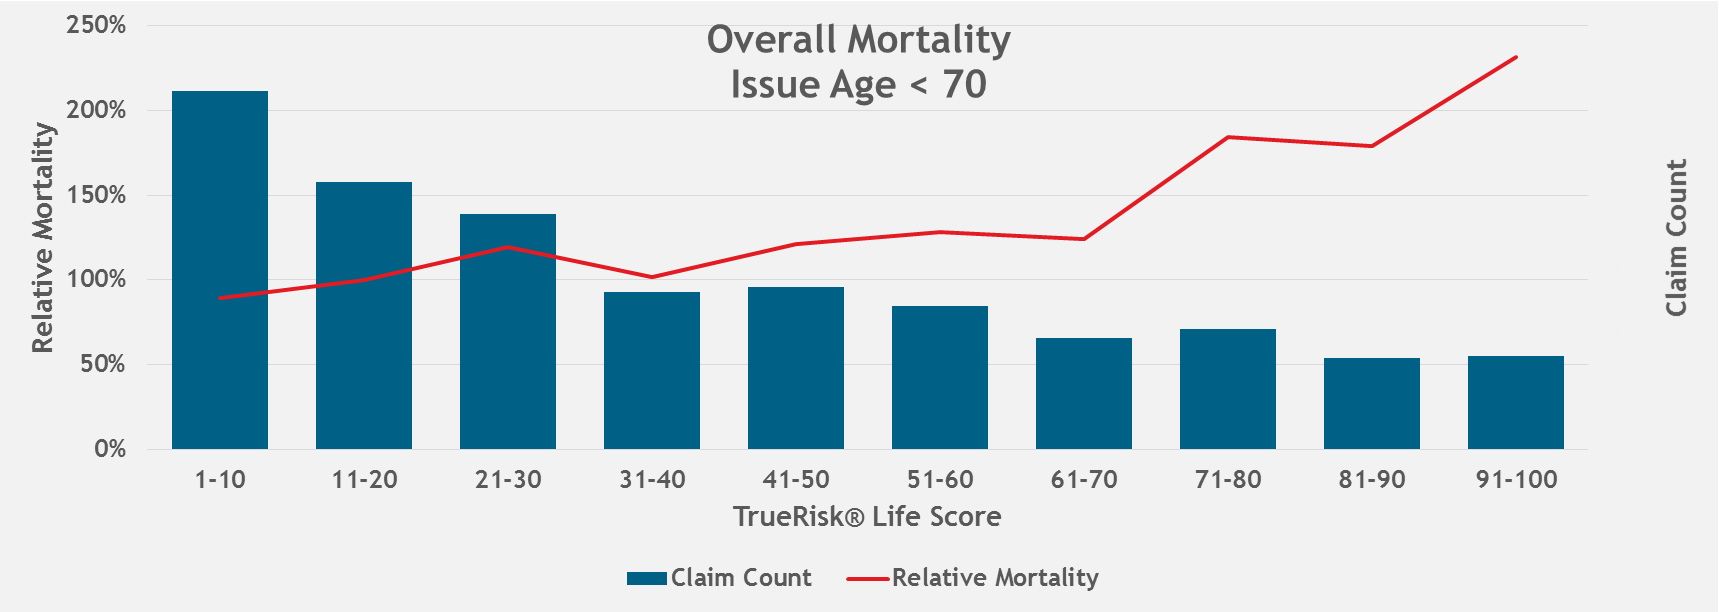 Overall Mortality
Issue Age < 70
Relative Mortality
250%
200%
150%
100%
50%
0%
Claim Count
1-10 11-20 21-30 31-40 41-50 51-60 61-70 71-80 81-90 91-100
TrueRisk® Life Score
Claim Count Relative Mortality